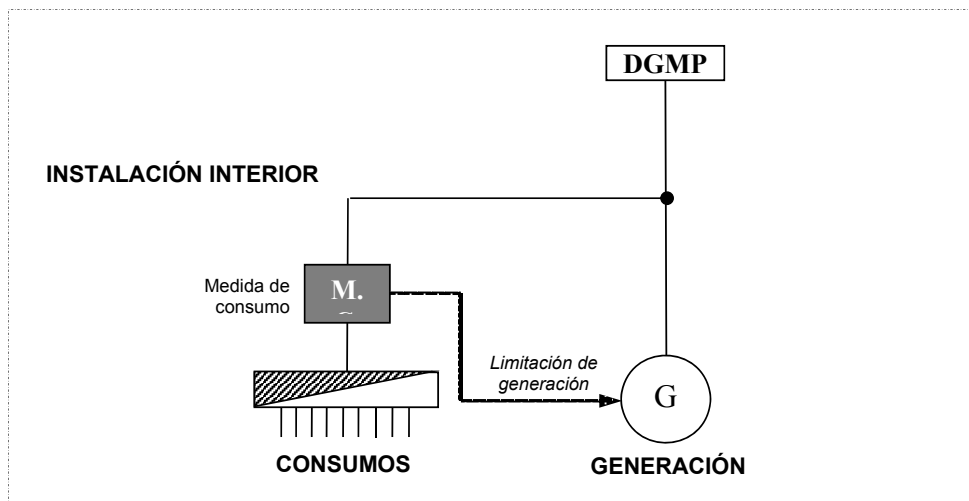 DGMP
INSTALACIÓN INTERIOR
Medida de
consumo
M.
~
Limitación de
generación
G
CONSUMOS
GENERACIÓN